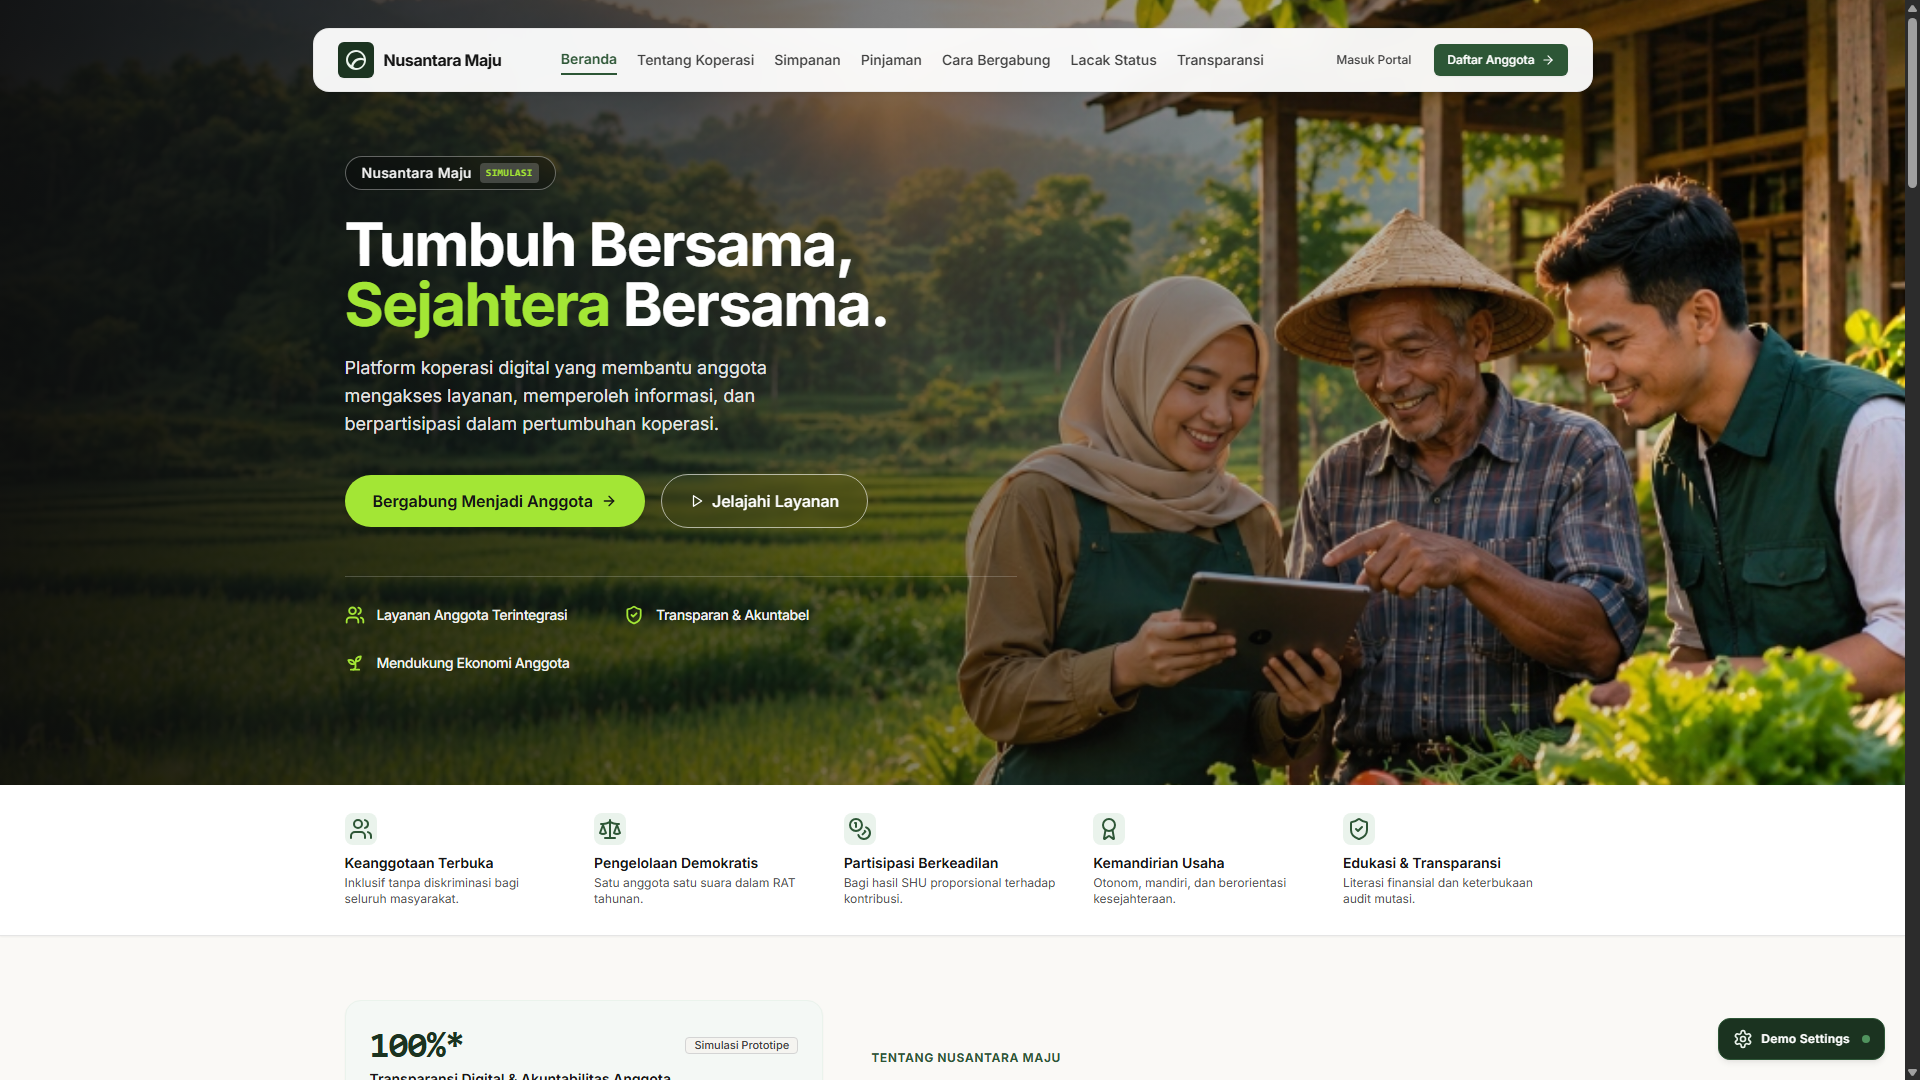 Nusantara Maju
Beranda
Tentang Koperasi
Simpanan
Pinjaman
Cara Bergabung
Lacak Status
Transparansi
Masuk Portal
Daftar Anggota
Nusantara Maju SIMULASI
Tumbuh Bersama,
Sejahtera Bersama.
Platform koperasi digital yang membantu anggota
mengakses layanan, memperoleh informasi, dan
berpartisipasi dalam pertumbuhan koperasi.
Bergabung Menjadi Anggota
Jelajahi Layanan
Layanan Anggota Terintegrasi
Transparan & Akuntabel
Mendukung Ekonomi Anggota
Keanggotaan Terbuka
Inklusif tanpa diskriminasi bagi
seluruh masyarakat.
Pengelolaan Demokratis
Satu anggota satu suara dalam RAT
tahunan.
Partisipasi Berkeadilan
Bagi hasil SHU proporsional terhadap
kontribusi.
Kemandirian Usaha
Otonom, mandiri, dan berorientasi
kesejahteraan.
Edukasi & Transparansi
Literasi finansial dan keterbukaan
audit mutasi.
100%*
Simulasi Prototipe
Transparansi Digital & Akuntabilitas Anggota
TENTANG NUSANTARA MAJU
Demo Settings